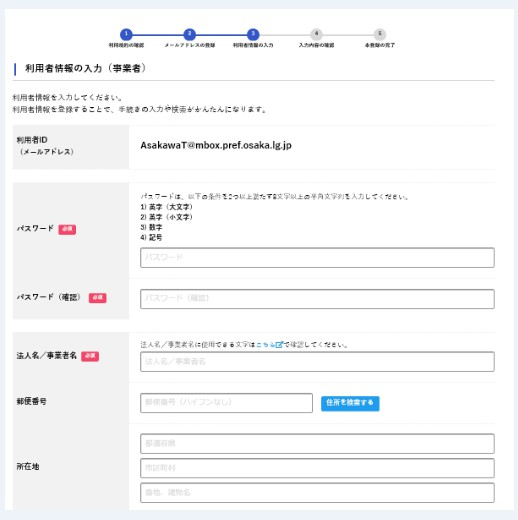 1 2 3 4 5
利用規約の確認 メールアドレスの登録 利用者情報の入力 入力内容の確認 本登録の完了
利用者情報の入力（事業者）
利用者情報を入力してください。
利用者情報を登録することで、手続きの入力や検索がかんたんになります。
利用者ID
（メールアドレス）
AsakawaT@mbox.pref.osaka.lg.jp
パスワードは、以下の条件を2つ以上満たす8文字以上の半角文字列を入力してください。
1) 英字（大文字）
2) 英字（小文字）
3) 数字
4) 記号
パスワード 必須
パスワード
パスワード（確認） 必須
パスワード（確認）
法人名／事業者名に使用できる文字はこちらで確認してください。
法人名／事業者名 必須
法人名／事業者名
郵便番号
郵便番号（ハイフンなし） 住所を検索する
所在地
都道府県
市区町村
番地、建物名